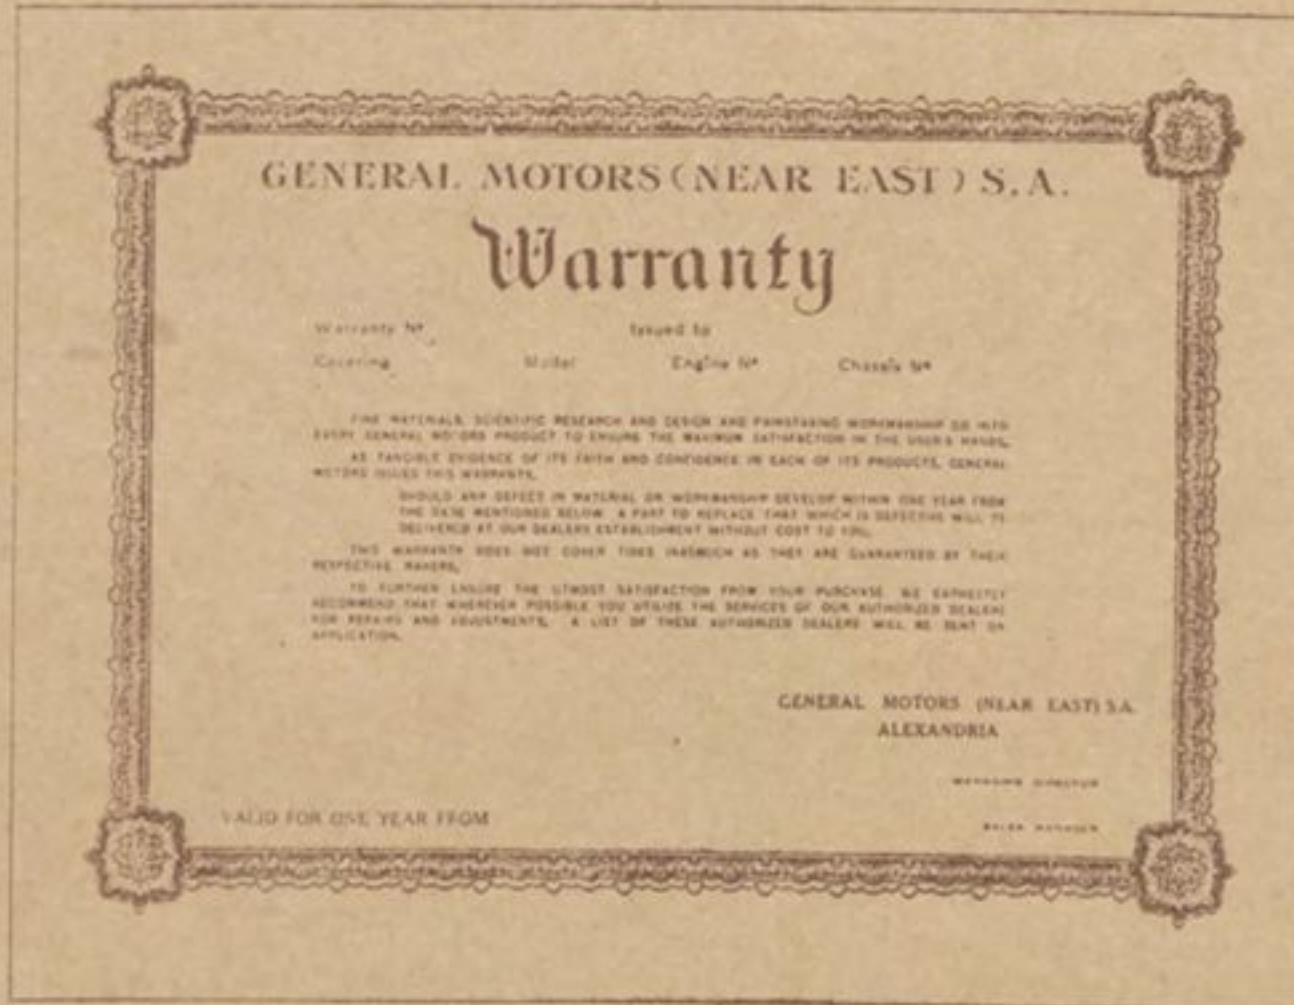 GENERAL MOTORS (NEAR EAST) S.A.
Warranty
Warranty Nº Issued to
Covering Model Engine Nº Chassis Nº
FINE MATERIALS, SCIENTIFIC RESEARCH AND DESIGN AND PAINSTAKING WORKMANSHIP GO INTO
EVERY GENERAL MOTORS PRODUCT TO ENSURE THE MAXIMUM SATISFACTION IN THE USER'S HANDS.
AS TANGIBLE EVIDENCE OF ITS FAITH AND CONFIDENCE IN EACH OF ITS PRODUCTS, GENERAL
MOTORS ISSUES THIS WARRANTY.
SHOULD ANY DEFECT IN MATERIAL OR WORKMANSHIP DEVELOP WITHIN ONE YEAR FROM
THE DATE MENTIONED BELOW A PART TO REPLACE THAT WHICH IS DEFECTIVE WILL BE
DELIVERED AT OUR DEALERS ESTABLISHMENT WITHOUT COST TO YOU.
THIS WARRANTY DOES NOT COVER TIRES INASMUCH AS THEY ARE GUARANTEED BY THEIR
RESPECTIVE MAKERS.
TO FURTHER ENSURE THE UTMOST SATISFACTION FROM YOUR PURCHASE WE EARNESTLY
RECOMMEND THAT WHEREVER POSSIBLE YOU UTILIZE THE SERVICES OF OUR AUTHORIZED DEALERS
FOR REPAIRS AND ADJUSTMENTS. A LIST OF THESE AUTHORIZED DEALERS WILL BE SENT ON
APPLICATION.
GENERAL MOTORS (NEAR EAST) S.A.
ALEXANDRIA
MANAGING DIRECTOR
VALID FOR ONE YEAR FROM
SALES MANAGER